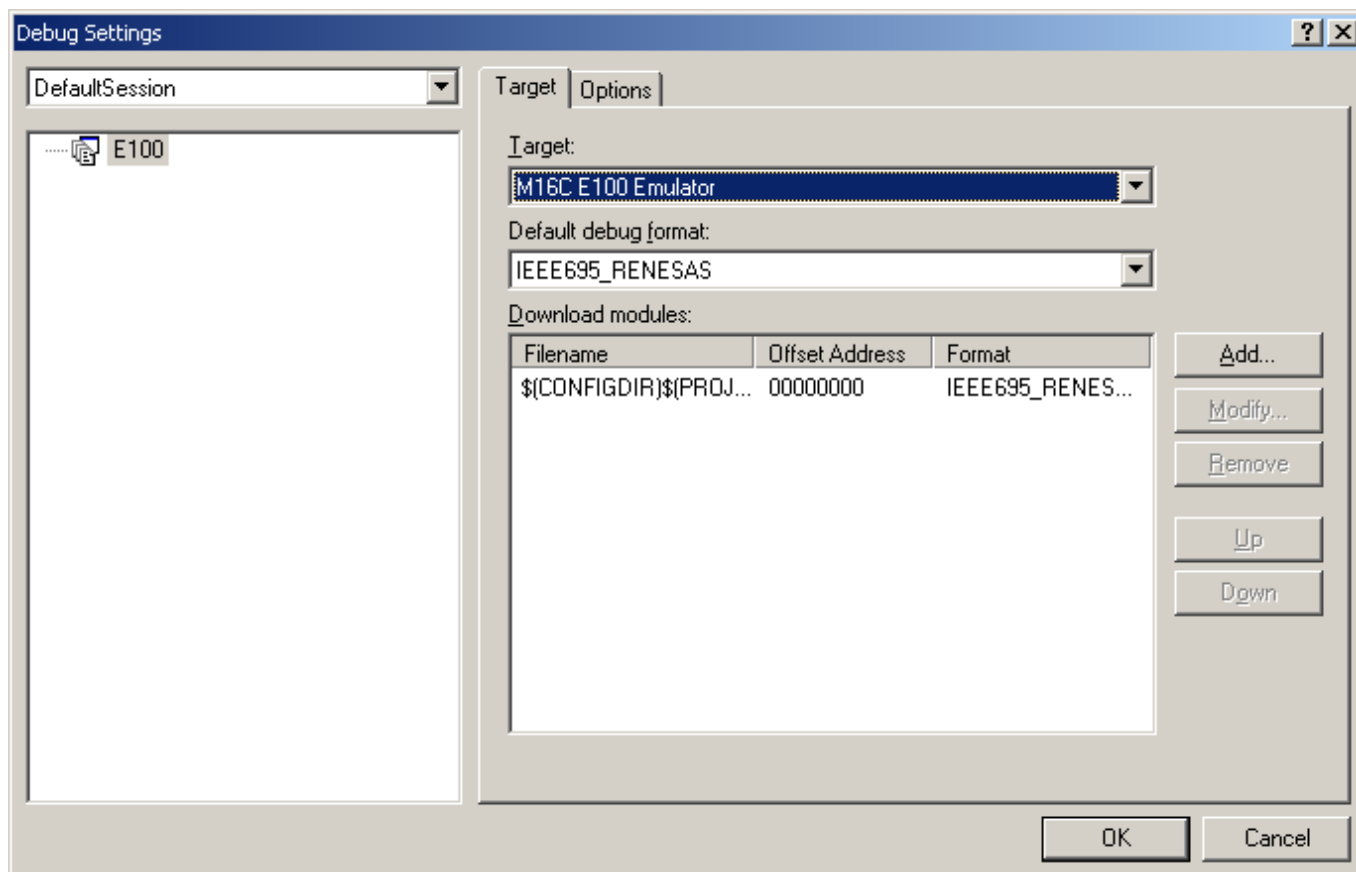 Debug Settings
DefaultSession
E100
Target Options
Target:
M16C E100 Emulator
Default debug format:
IEEE695_RENESAS
Download modules:
Filename Offset Address Format
$(CONFIGDIR)$(PROJ... 00000000 IEEE695_RENES...
Add...
Modify...
Remove
Up
Down
OK Cancel